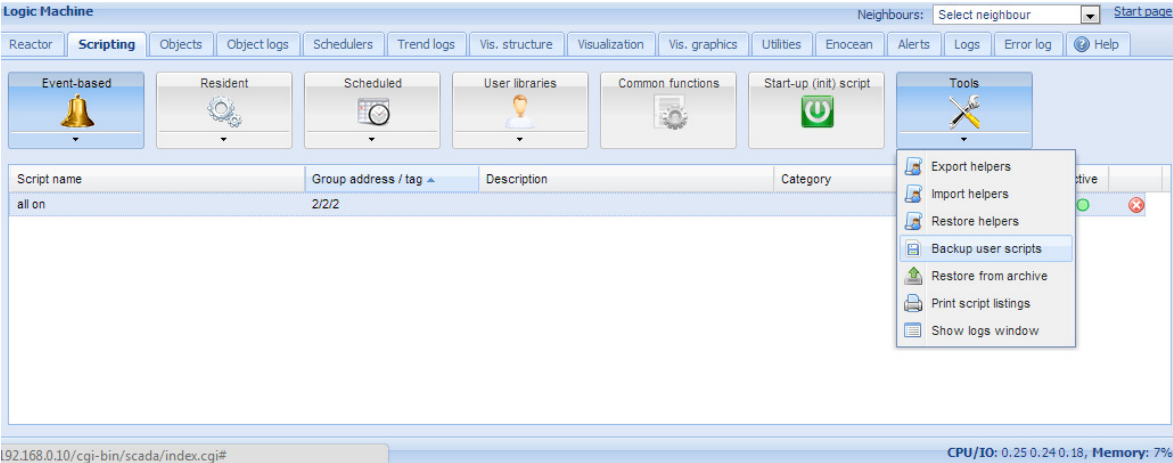 Logic Machine Neighbours: Select neighbour Start page
Reactor Scripting Objects Object logs Schedulers Trend logs Vis. structure Visualization Vis. graphics Utilities Enocean Alerts Logs Error log Help
Event-based Resident Scheduled User libraries Common functions Start-up (init) script Tools
Script name Group address / tag Description Category ctive
all on 2/2/2
Export helpers
Import helpers
Restore helpers
Backup user scripts
Restore from archive
Print script listings
Show logs window
192.168.0.10/cgi-bin/scada/index.cgi# CPU/IO: 0.25 0.24 0.18, Memory: 7%